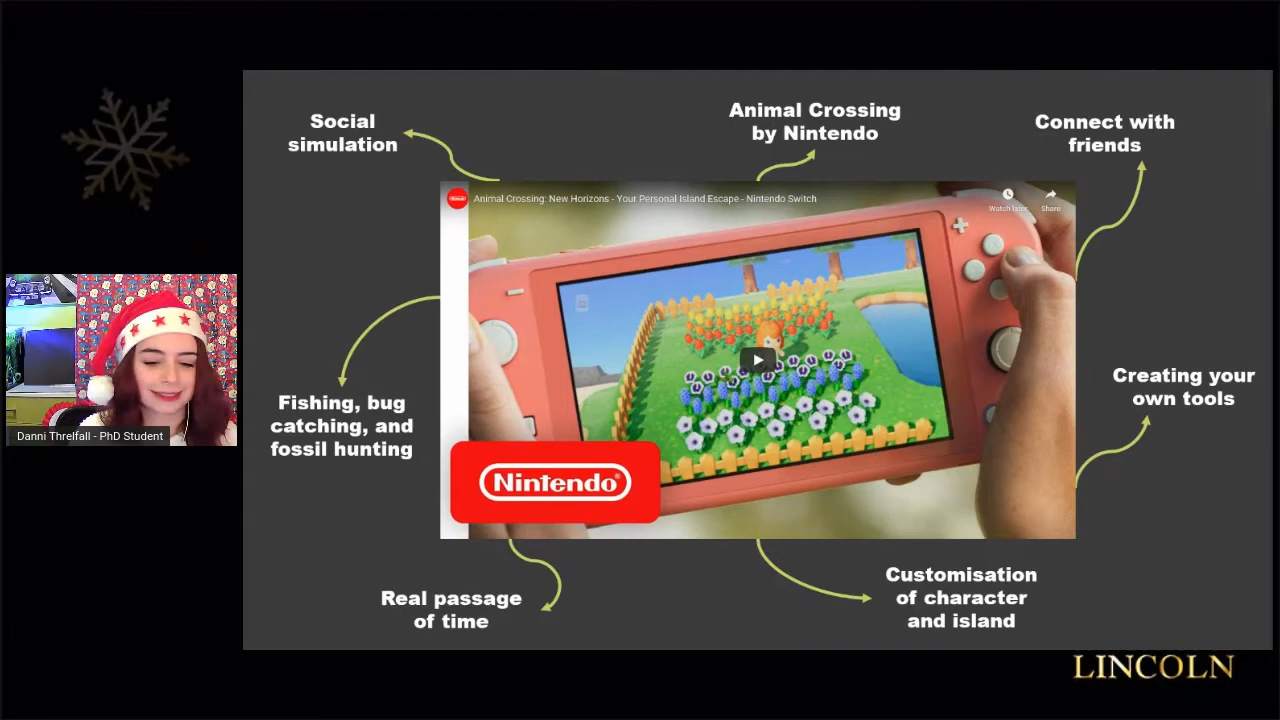 Social
simulation
Animal Crossing
by Nintendo
Connect with
friends
Animal Crossing: New Horizons - Your Personal Island Escape - Nintendo Switch
Watch later
Share
Fishing, bug
catching, and
fossil hunting
Creating your
own tools
Nintendo
Real passage
of time
Customisation
of character
and island
Danni Threlfall - PhD Student
LINCOLN